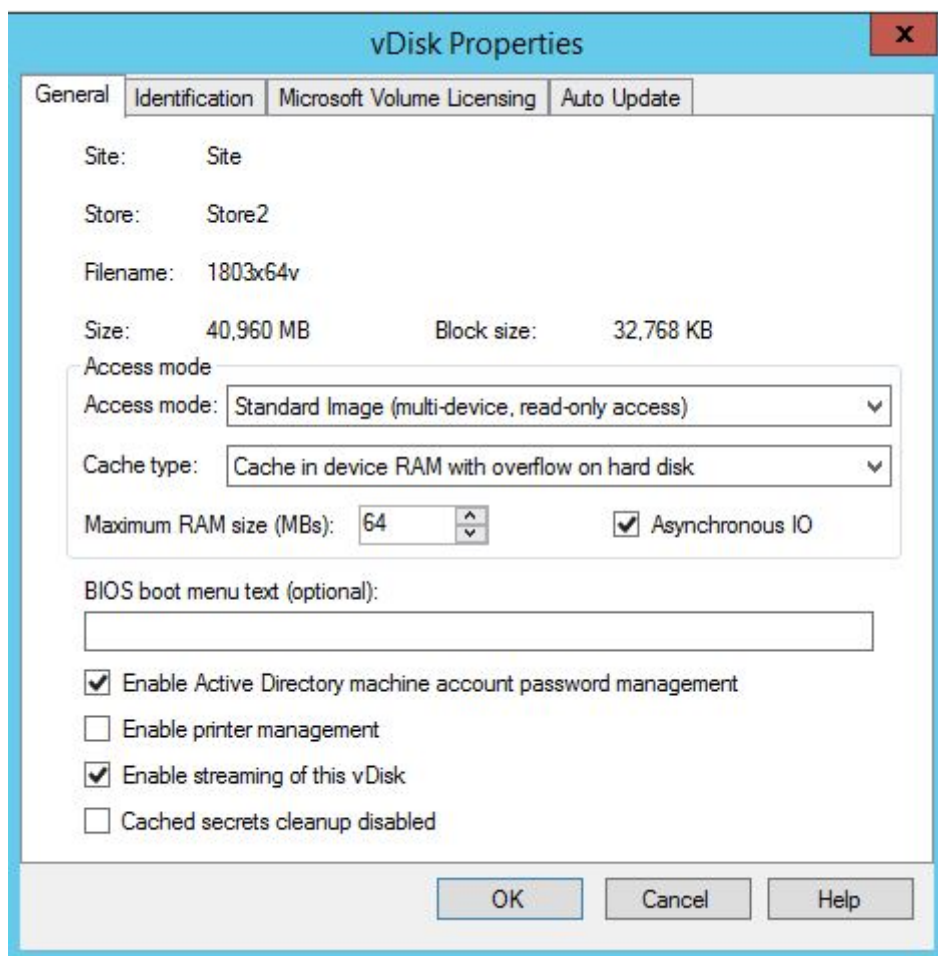 vDisk Properties
x
General Identification Microsoft Volume Licensing Auto Update
Site: Site
Store: Store2
Filename: 1803x64v
Size: 40,960 MB Block size: 32,768 KB
Access mode
Access mode: Standard Image (multi-device, read-only access)
Cache type: Cache in device RAM with overflow on hard disk
Maximum RAM size (MBs): 64 Asynchronous IO
BIOS boot menu text (optional):
Enable Active Directory machine account password management
Enable printer management
Enable streaming of this vDisk
Cached secrets cleanup disabled
OK Cancel Help